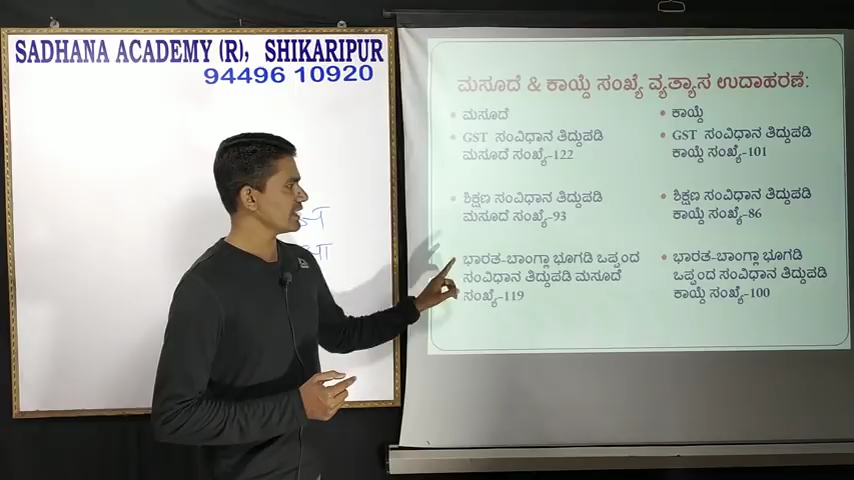 SADHANA ACADEMY (R), SHIKARIPUR
94496 10920
ಮಸೂದೆ & ಕಾಯ್ದೆ ಸಂಖ್ಯೆ ವ್ಯತ್ಯಾಸ ಉದಾಹರಣೆ:
• ಮಸೂದೆ
• GST ಸಂವಿಧಾನ ತಿದ್ದುಪಡಿ
ಮಸೂದೆ ಸಂಖ್ಯೆ-122
• ಶಿಕ್ಷಣ ಸಂವಿಧಾನ ತಿದ್ದುಪಡಿ
ಮಸೂದೆ ಸಂಖ್ಯೆ-93
ಭಾರತ-ಬಾಂಗ್ಲಾ ಭೂಗಡಿ ಒಪ್ಪಂದ
ಸಂವಿಧಾನ ತಿದ್ದುಪಡಿ ಮಸೂದೆ
ಸಂಖ್ಯೆ-119
• ಕಾಯ್ದೆ
• GST ಸಂವಿಧಾನ ತಿದ್ದುಪಡಿ
ಕಾಯ್ದೆ ಸಂಖ್ಯೆ-101
• ಶಿಕ್ಷಣ ಸಂವಿಧಾನ ತಿದ್ದುಪಡಿ
ಕಾಯ್ದೆ ಸಂಖ್ಯೆ-86
• ಭಾರತ-ಬಾಂಗ್ಲಾ ಭೂಗಡಿ
ಒಪ್ಪಂದ ಸಂವಿಧಾನ ತಿದ್ದುಪಡಿ
ಕಾಯ್ದೆ ಸಂಖ್ಯೆ-100